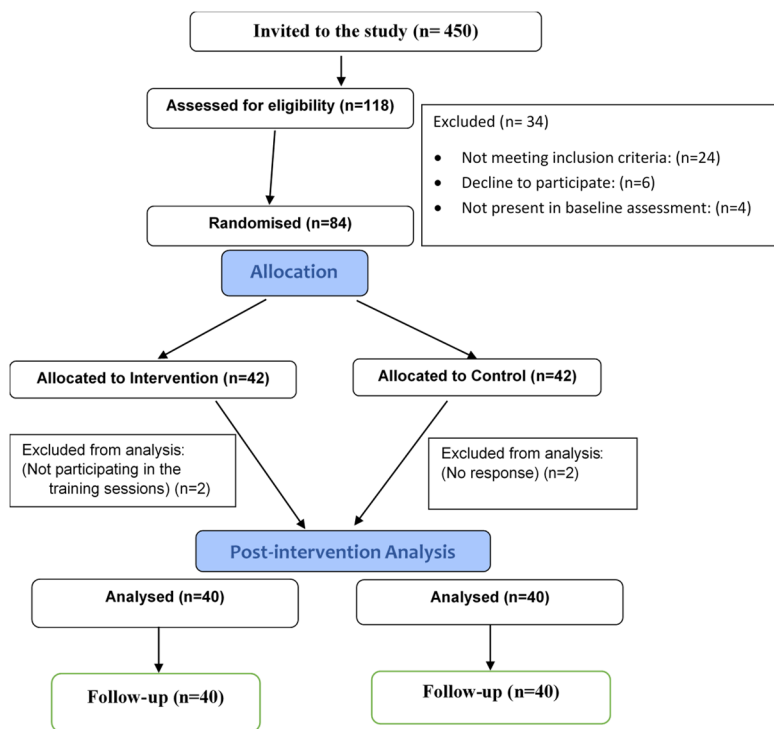 Invited to the study (n= 450)
Assessed for eligibility (n=118)
Excluded (n= 34)
• Not meeting inclusion criteria: (n=24)
• Decline to participate: (n=6)
• Not present in baseline assessment: (n=4)
Randomised (n=84)
Allocation
Allocated to Intervention (n=42)
Allocated to Control (n=42)
Excluded from analysis:
(Not participating in the
training sessions) (n=2)
Excluded from analysis:
(No response) (n=2)
Post-intervention Analysis
Analysed (n=40)
Analysed (n=40)
Follow-up (n=40)
Follow-up (n=40)